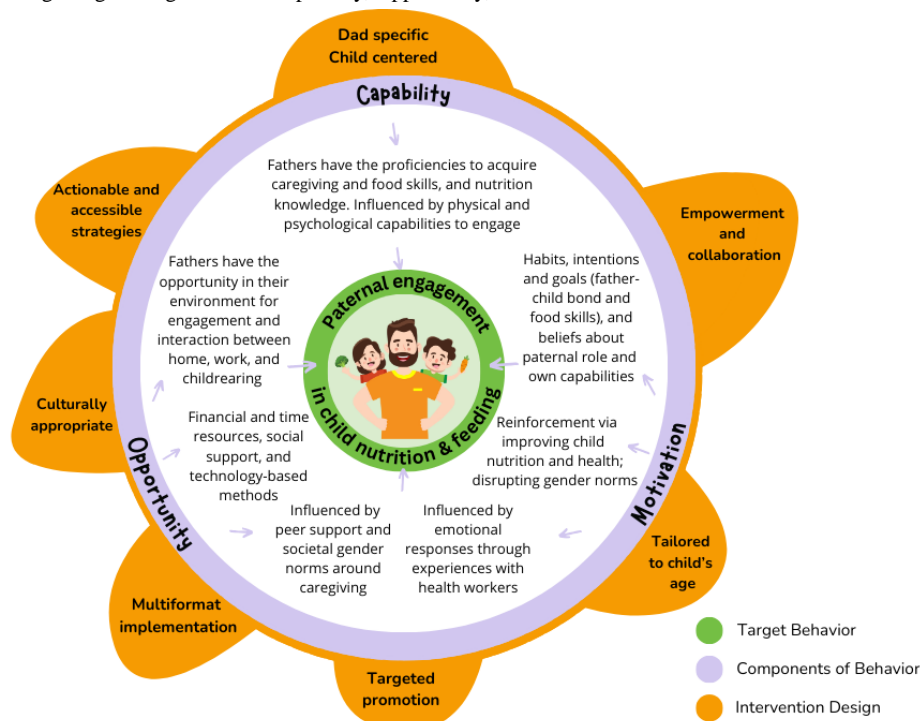 Dad specific
Child centered
Capability
Fathers have the proficiencies to acquire
caregiving and food skills, and nutrition
knowledge. Influenced by physical and
psychological capabilities to engage
Actionable and
accessible
strategies
Empowerment
and
collaboration
Fathers have the
opportunity in their
environment for
engagement and
interaction between
home, work, and
childrearing
Paternal engagement
in child nutrition & feeding
Habits, intentions
and goals (father-
child bond and
food skills), and
beliefs about
paternal role and
own capabilities
Culturally
appropriate
Opportunity
Financial and time
resources, social
support, and
technology-based
methods
Reinforcement via
improving child
nutrition and health;
disrupting gender norms
Motivation
Influenced by
peer support and
societal gender
norms around
caregiving
Influenced by
emotional
responses through
experiences with
health workers
Tailored
to child's
age
Multiformat
implementation
Targeted
promotion
Target Behavior
Components of Behavior
Intervention Design